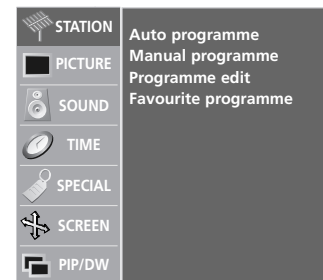 STATION
PICTURE
SOUND
TIME
SPECIAL
SCREEN
PIP/DW
Auto programme
Manual programme
Programme edit
Favourite programme